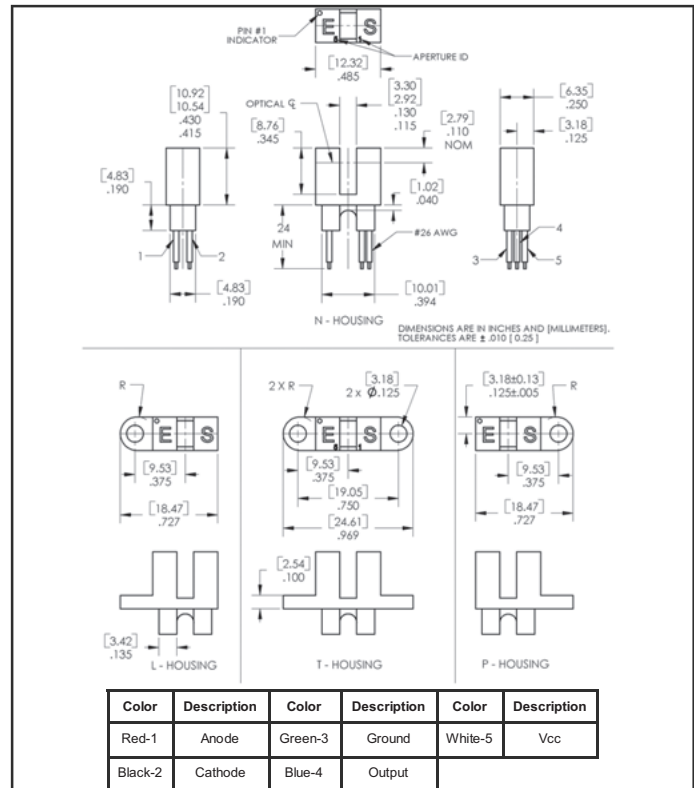 PIN #1
INDICATOR
E S
APERTURE ID
[12.32]
.485
[10.92]
[10.54]
.430
.415
OPTICAL ℄
[3.30]
[2.92]
.130
.115
[6.35]
.250
[8.76]
.345
[2.79]
.110
NOM
[3.18]
.125
[4.83]
.190
[1.02]
.040
24
MIN
#26 AWG
1
2
3
4
5
[4.83]
.190
[10.01]
.394
N - HOUSING
DIMENSIONS ARE IN INCHES AND [MILLIMETERS].
TOLERANCES ARE ± .010 [ 0.25 ]
R
E S
[9.53]
.375
[18.47]
.727
[3.42]
.135
L - HOUSING
2 X R
[3.18]
2 x Ø.125
E S
[9.53]
.375
[19.05]
.750
[24.61]
.969
[2.54]
.100
T - HOUSING
[3.18±0.13]
.125±.005
R
E S
[9.53]
.375
[18.47]
.727
P - HOUSING
Color Description Color Description Color Description
Red-1 Anode Green-3 Ground White-5 Vcc
Black-2 Cathode Blue-4 Output